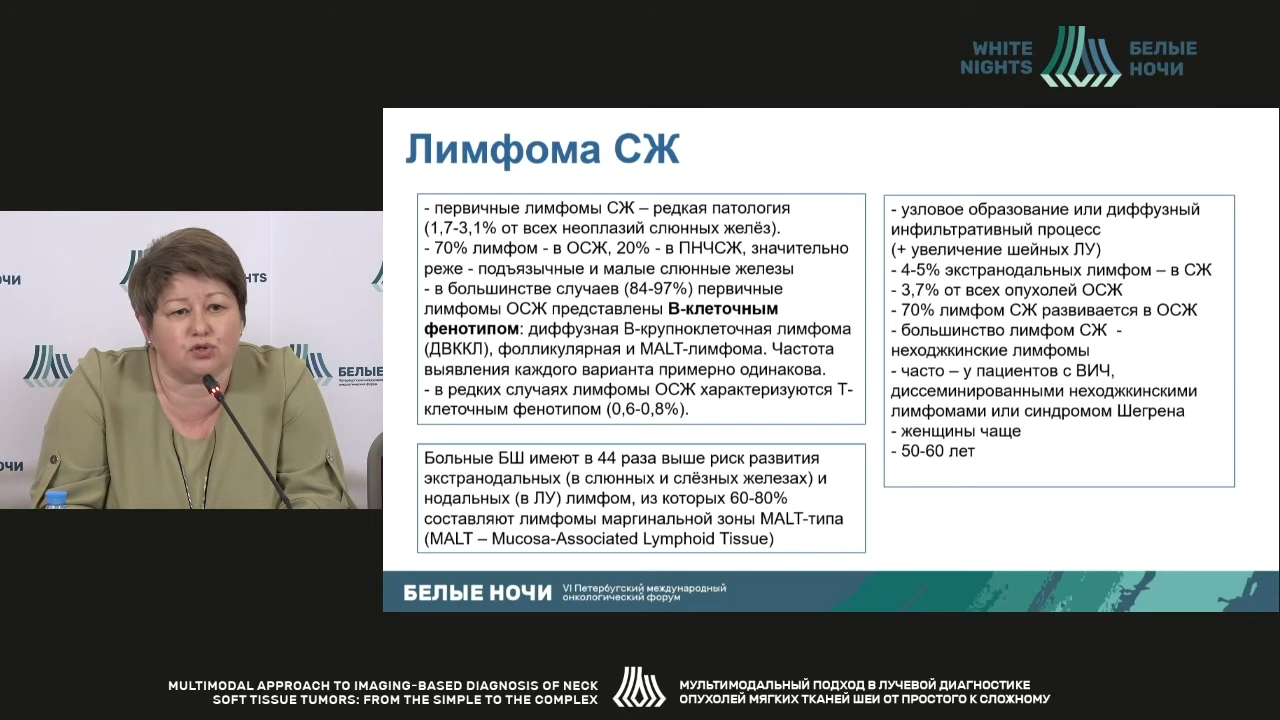 WHITE
NIGHTS
БЕЛЫЕ
НОЧИ
Лимфома СЖ
- первичные лимфомы СЖ – редкая патология
(1,7-3,1% от всех неоплазий слюнных желёз).
- 70% лимфом - в ОСЖ, 20% - в ПНЧСЖ, значительно
реже - подъязычные и малые слюнные железы
- в большинстве случаев (84-97%) первичные
лимфомы ОСЖ представлены В-клеточным
фенотипом: диффузная В-крупноклеточная лимфома
(ДВККЛ), фолликулярная и MALT-лимфома. Частота
выявления каждого варианта примерно одинакова.
- в редких случаях лимфомы ОСЖ характеризуются Т-
клеточным фенотипом (0,6-0,8%).
Больные БШ имеют в 44 раза выше риск развития
экстранодальных (в слюнных и слёзных железах) и
нодальных (в ЛУ) лимфом, из которых 60-80%
составляют лимфомы маргинальной зоны MALT-типа
(MALT – Mucosa-Associated Lymphoid Tissue)
- узловое образование или диффузный
инфильтративный процесс
(+ увеличение шейных ЛУ)
- 4-5% экстранодальных лимфом – в СЖ
- 3,7% от всех опухолей ОСЖ
- 70% лимфом СЖ развивается в ОСЖ
- большинство лимфом СЖ -
неходжкинские лимфомы
- часто – у пациентов с ВИЧ,
диссеминированными неходжкинскими
лимфомами или синдромом Шегрена
- женщины чаще
- 50-60 лет
БЕЛЫЕ НОЧИ
VI Петербугский международный
онкологический форум
MULTIMODAL APPROACH TO IMAGING-BASED DIAGNOSIS OF NECK
SOFT TISSUE TUMORS: FROM THE SIMPLE TO THE COMPLEX
МУЛЬТИМОДАЛЬНЫЙ ПОДХОД В ЛУЧЕВОЙ ДИАГНОСТИКЕ
ОПУХОЛЕЙ МЯГКИХ ТКАНЕЙ ШЕИ ОТ ПРОСТОГО К СЛОЖНОМУ